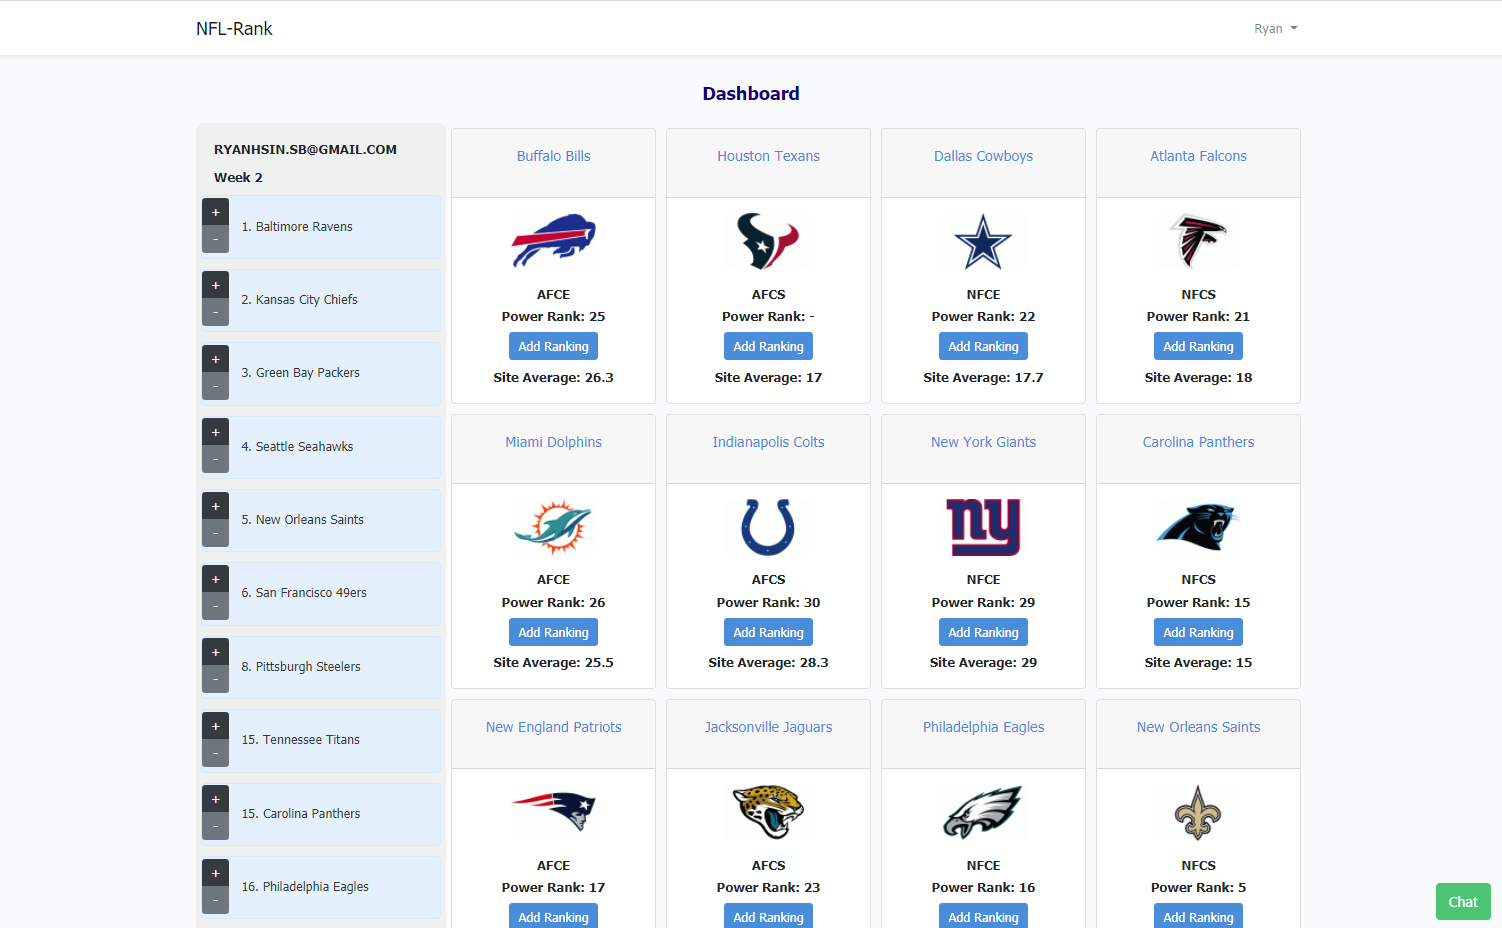 NFL-Rank
Ryan
Dashboard
RYANHSIN.SB@GMAIL.COM
Week 2
+
-
1. Baltimore Ravens
+
-
2. Kansas City Chiefs
+
-
3. Green Bay Packers
+
-
4. Seattle Seahawks
+
-
5. New Orleans Saints
+
-
6. San Francisco 49ers
+
-
8. Pittsburgh Steelers
+
-
15. Tennessee Titans
+
-
15. Carolina Panthers
+
-
16. Philadelphia Eagles
Buffalo Bills
AFCE
Power Rank: 25
Add Ranking
Site Average: 26.3
Houston Texans
AFCS
Power Rank: -
Add Ranking
Site Average: 17
Dallas Cowboys
NFCE
Power Rank: 22
Add Ranking
Site Average: 17.7
Atlanta Falcons
NFCS
Power Rank: 21
Add Ranking
Site Average: 18
Miami Dolphins
AFCE
Power Rank: 26
Add Ranking
Site Average: 25.5
Indianapolis Colts
AFCS
Power Rank: 30
Add Ranking
Site Average: 28.3
New York Giants
ny
NFCE
Power Rank: 29
Add Ranking
Site Average: 29
Carolina Panthers
NFCS
Power Rank: 15
Add Ranking
Site Average: 15
New England Patriots
AFCE
Power Rank: 17
Add Ranking
Jacksonville Jaguars
AFCS
Power Rank: 23
Add Ranking
Philadelphia Eagles
NFCE
Power Rank: 16
Add Ranking
New Orleans Saints
NFCS
Power Rank: 5
Add Ranking
Chat